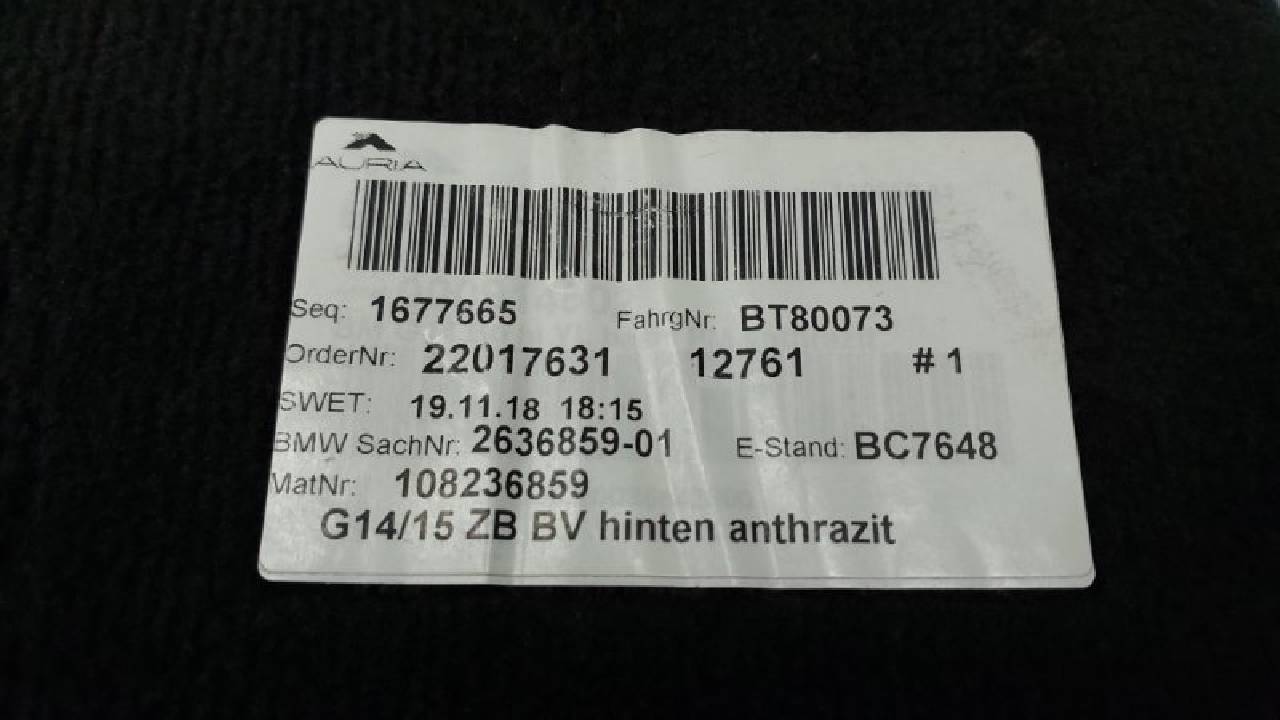 AURIA
Seq: 1677665 FahrgNr: BT80073
OrderNr: 22017631 12761 # 1
SWET: 19.11.18 18:15
BMW SachNr: 2636859-01 E-Stand: BC7648
MatNr: 108236859
G14/15 ZB BV hinten anthrazit